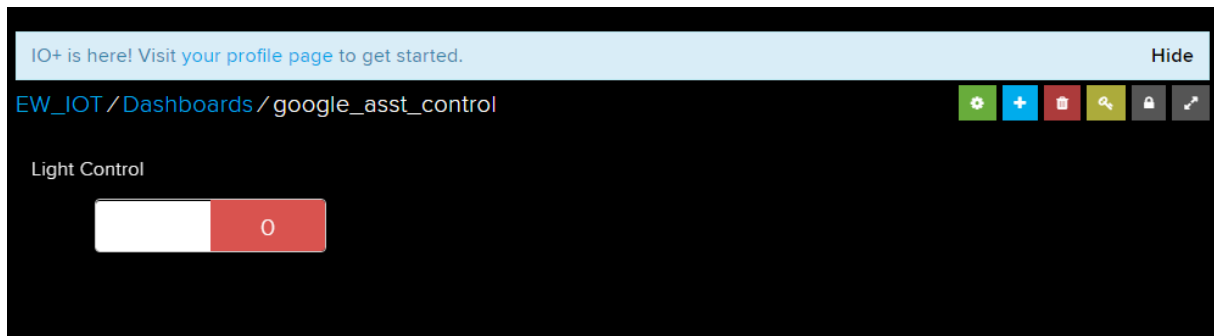 IO+ is here! Visit your profile page to get started. Hide
EW_IOT/Dashboards/google_asst_control
Light Control
0